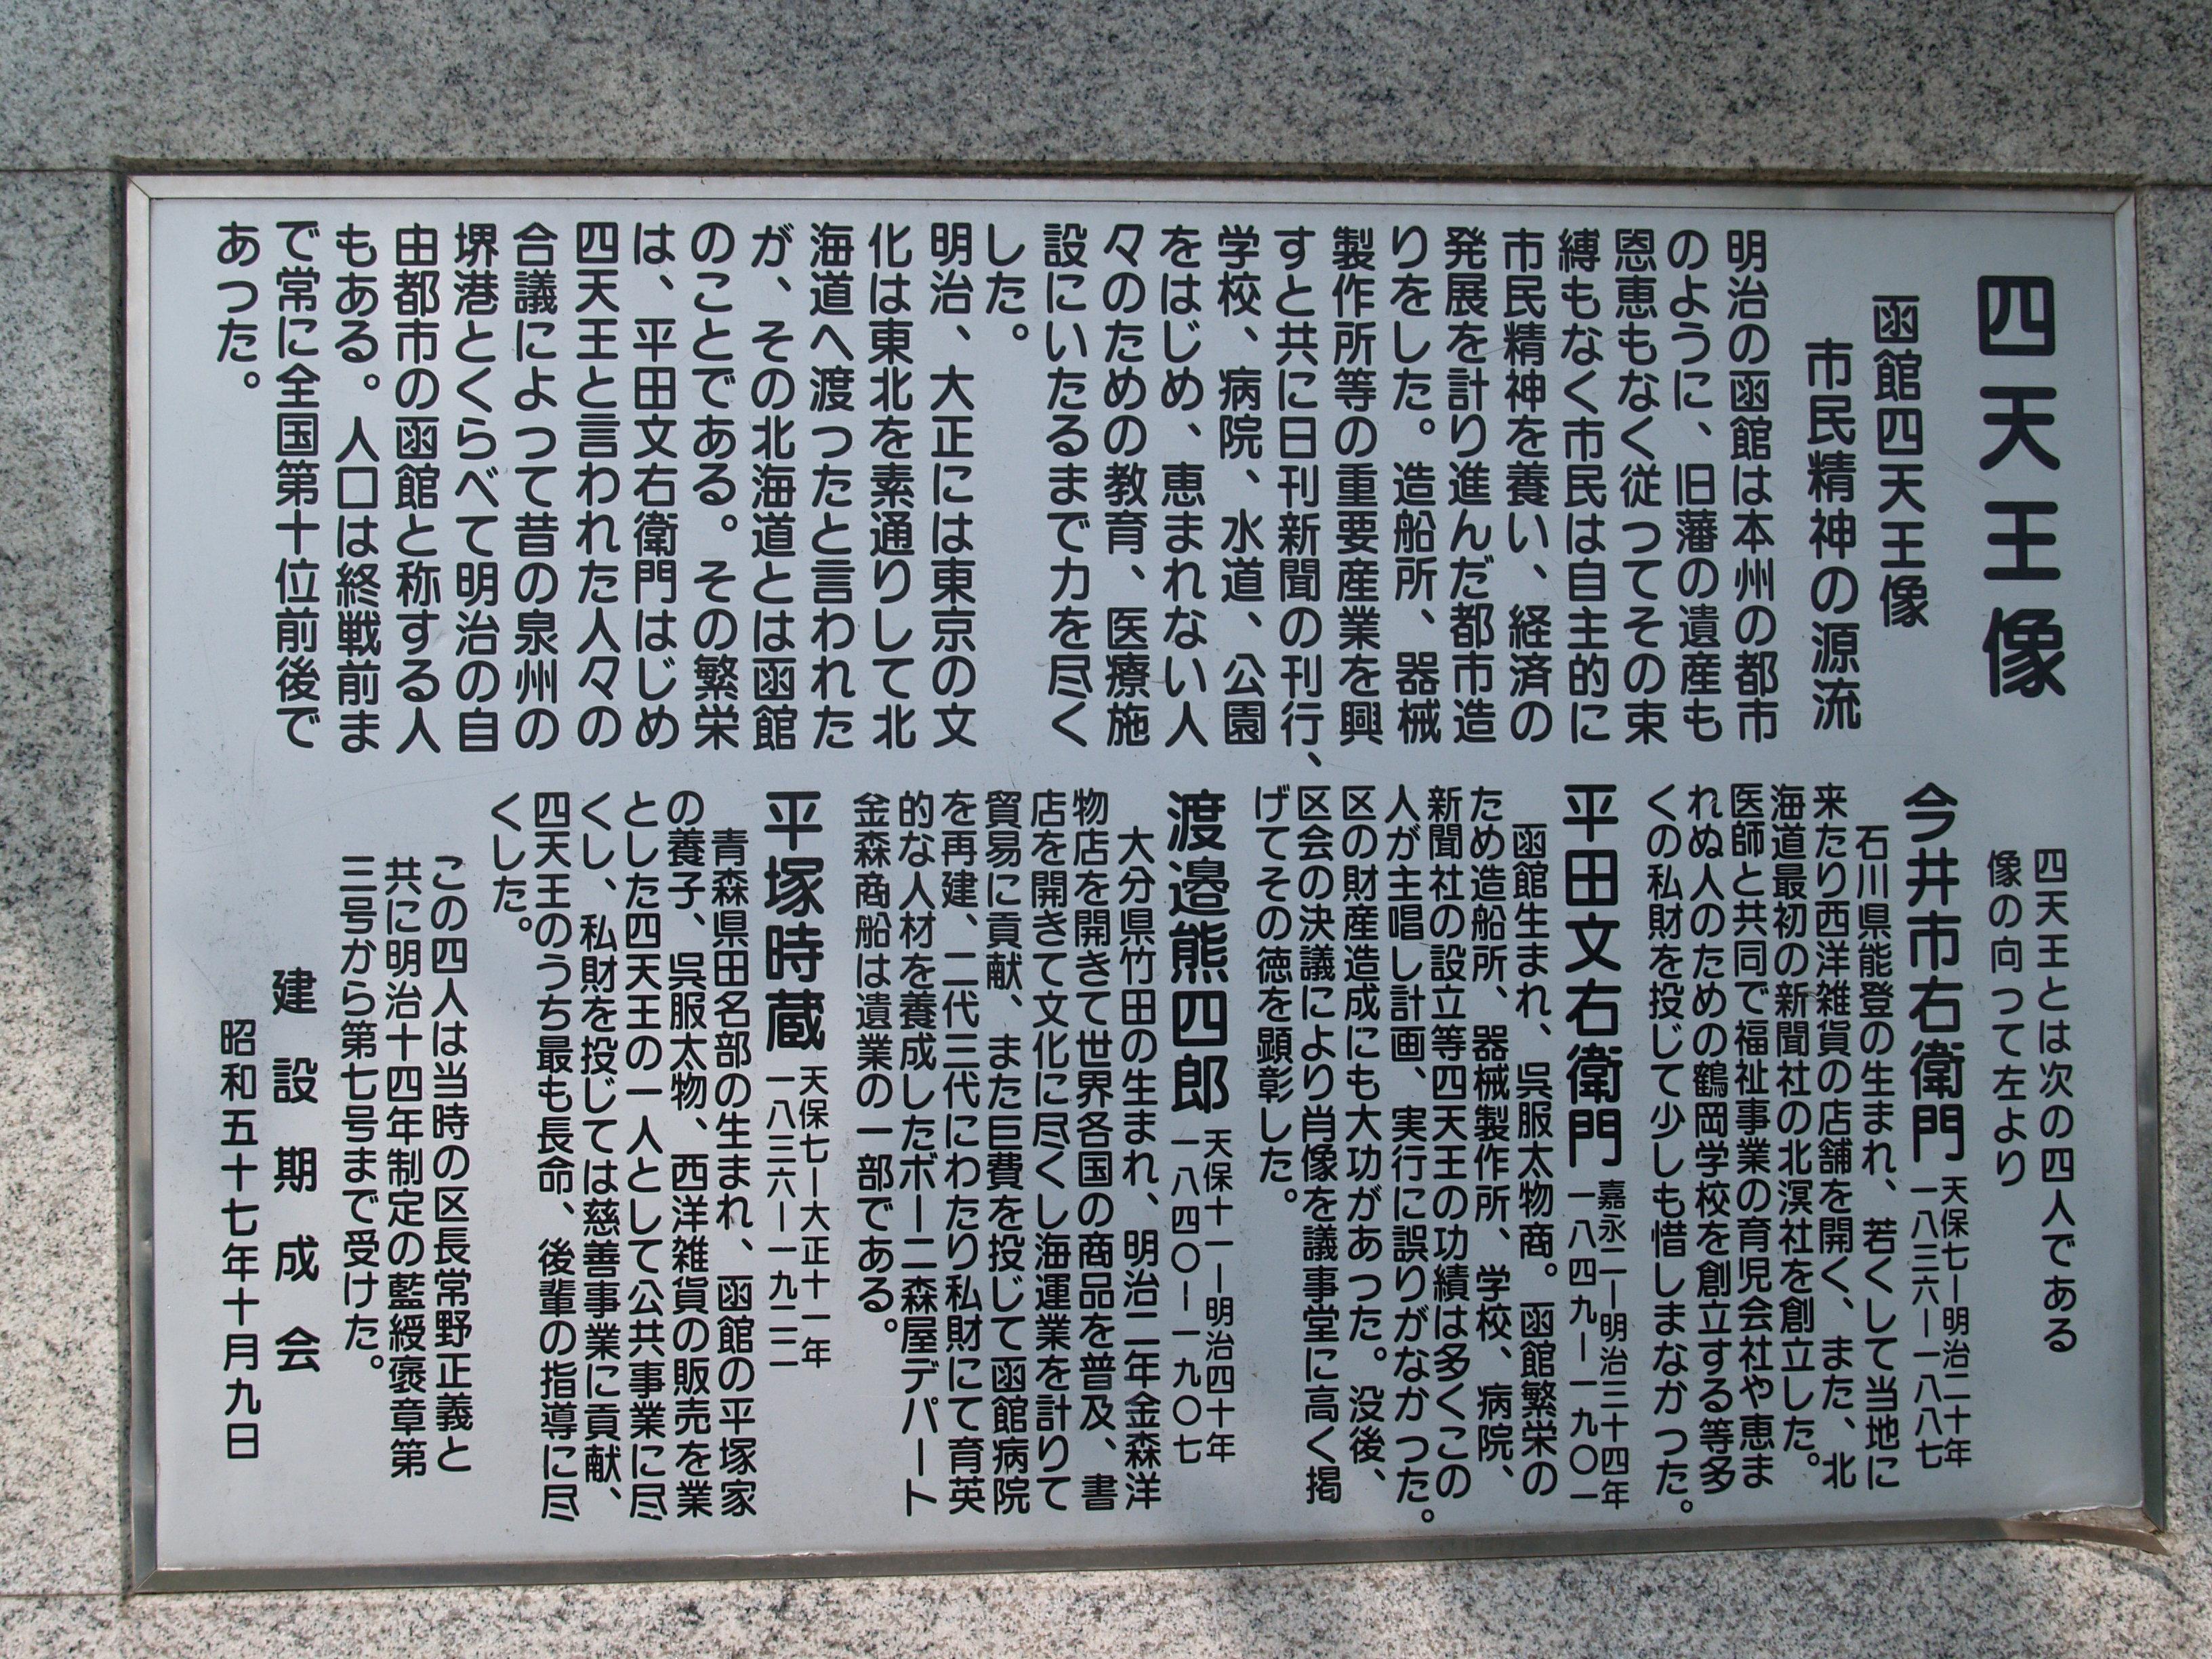 四天王像
函館四天王像
市民精神の源流
明治の函館は本州の都市
のように、旧藩の遺産も
恩恵もなく従つてその束
縛もなく市民は自主的に
市民精神を養い、経済の
発展を計り進んだ都市造
りをした。造船所、器械
製作所等の重要産業を興
すと共に日刊新聞の刊行、
学校、病院、水道、公園
をはじめ、恵まれない人
々のための教育、医療施
設にいたるまで力を尽く
した。
明治、大正には東京の文
化は東北を素通りして北
海道へ渡ったと言われた
が、その北海道とは函館
のことである。その繁栄
は、平田文右衛門はじめ
四天王と言われた人々の
合議によって昔の泉州の
堺港とくらべて明治の自
由都市の函館と称する人
もある。人口は終戦前ま
で常に全国第十位前後で
あつた。
四天王とは次の四人である
像の向って左より
今井市右衛門 天保七―明治二十年
一八三六―一八八七
石川県能登の生まれ、若くして当地に
来たり西洋雑貨の店舗を開く、また、北
海道最初の新聞社の北溟社を創立した。
医師と共同で福祉事業の育児会社や恵ま
れぬ人のための鶴岡学校を創立する等多
くの私財を投じて少しも惜しまなかつた。
平田文右衛門 嘉永二―明治三十四年
一八四九―一九〇一
函館生まれ、呉服太物商。函館繁栄の
ため造船所、器械製作所、学校、病院、
新聞社の設立等四天王の功績は多くこの
人が主唱し計画、実行に誤りがなかつた。
区の財産造成にも大功があった。没後、
区会の決議により肖像を議事堂に高く掲
げてその徳を顕彰した。
渡邉熊四郎 天保十一―明治四十年
一八四〇―一九〇七
大分県竹田の生まれ、明治二年金森洋
物店を開きて世界各国の商品を普及、書
店を開きて文化に尽くし海運業を計りて
貿易に貢献、また巨費を投じて函館病院
を再建、二代三代にわたり私財にて育英
的な人材を養成したボーニ森屋デパート
金森商船は遺業の一部である。
平塚時蔵 天保七―大正十一年
一八三六―一九二二
青森県田名部の生まれ、函館の平塚家
の養子、呉服太物、西洋雑貨の販売を業
とした四天王の一人として公共事業に尽
くし、私財を投じては慈善事業に貢献、
四天王のうち最も長命、後輩の指導に尽
くした。
この四人は当時の区長常野正義と
共に明治十四年制定の藍綬褒章第
三号から第七号まで受けた。
建設期成会
昭和五十七年十月九日